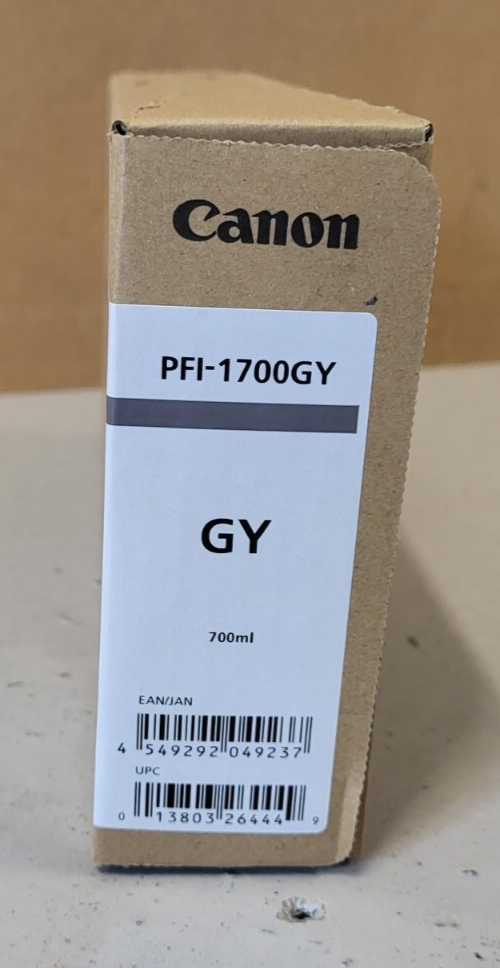 Canon
PFI-1700GY
GY
700ml
EAN/JAN
4 549292 049237
UPC
0 13803 26444 9